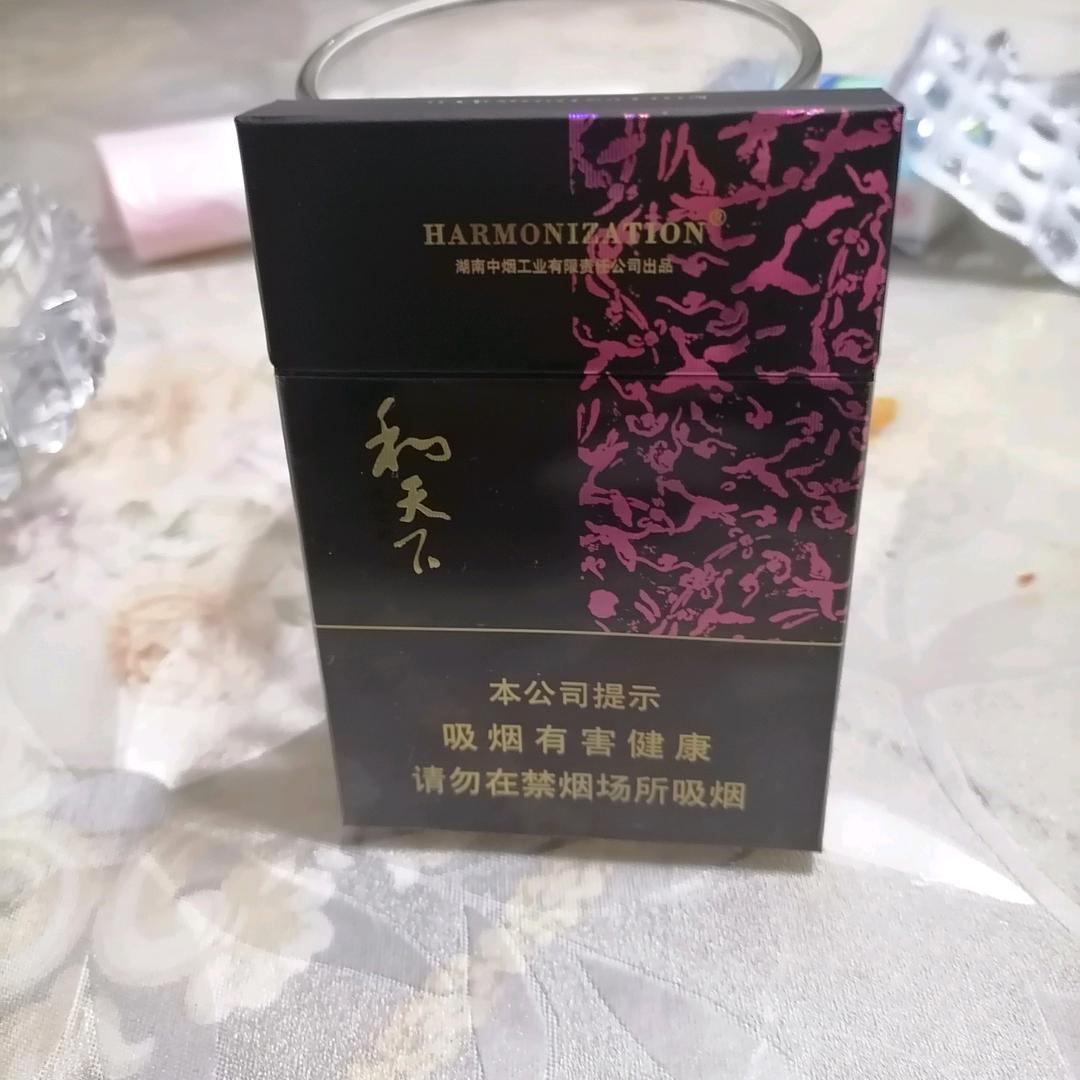 HARMONIZATION®
湖南中烟工业有限责任公司出品
和天下
本公司提示
吸烟有害健康
请勿在禁烟场所吸烟